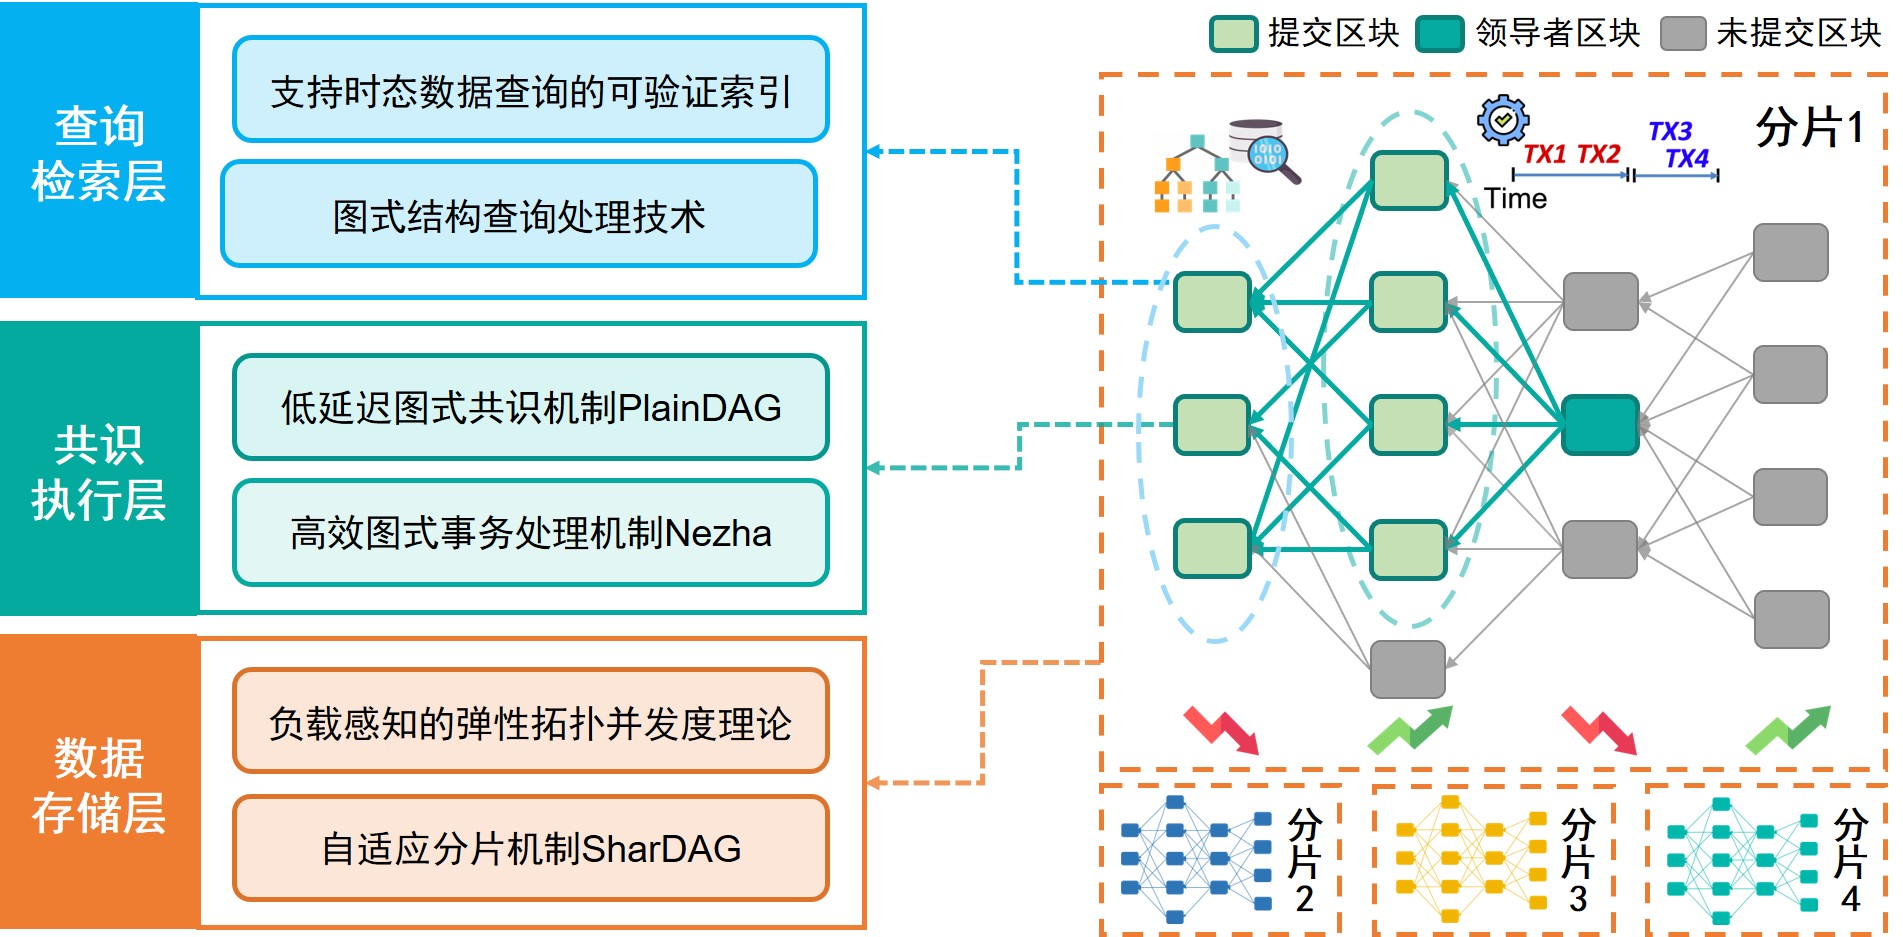 查询
检索层
支持时态数据查询的可验证索引
图式结构查询处理技术
共识
执行层
低延迟图式共识机制PlainDAG
高效图式事务处理机制Nezha
数据
存储层
负载感知的弹性拓扑并发度理论
自适应分片机制SharDAG
提交区块
领导者区块
未提交区块
分片1
1010
0101
TX1 TX2
TX3
TX4
Time
分
片
2
分
片
3
分
片
4